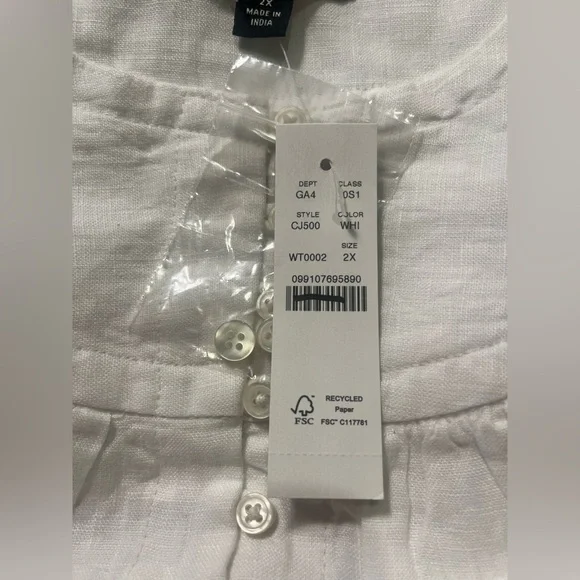 2X
MADE IN
INDIA
DEPT CLASS
GA4 0S1
STYLE COLOR
CJ500 WHI
SIZE
WT0002 2X
099107695890
FSC
RECYCLED
Paper
FSC™ C117781